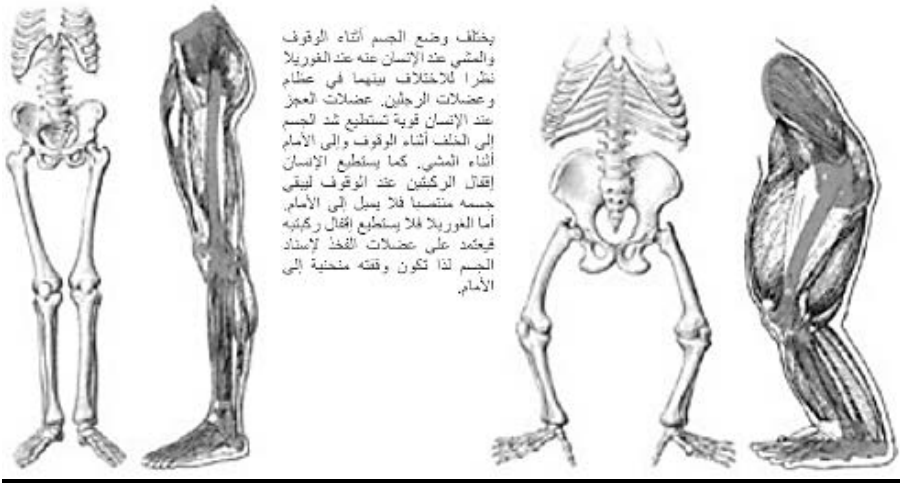 يختلف وضع الجسم أثناء الوقوف
والمشي عند الإنسان عنه عند الغوريلا
نظرا للاختلاف بينهما في عظام
وعضلات الرجلين. عضلات العجز
عند الإنسان قوية تستطيع شد الجسم
إلى الخلف أثناء الوقوف وإلى الأمام
أثناء المشي. كما يستطيع الإنسان
إقفال الركبتين عند الوقوف ليبقى
جسمه منتصبا فلا يميل إلى الأمام.
أما الغوريلا فلا يستطيع إقفال ركبتيه
فيعتمد على عضلات الفخذ لإسناد
الجسم لذا تكون وقفته منحنية إلى
الأمام.